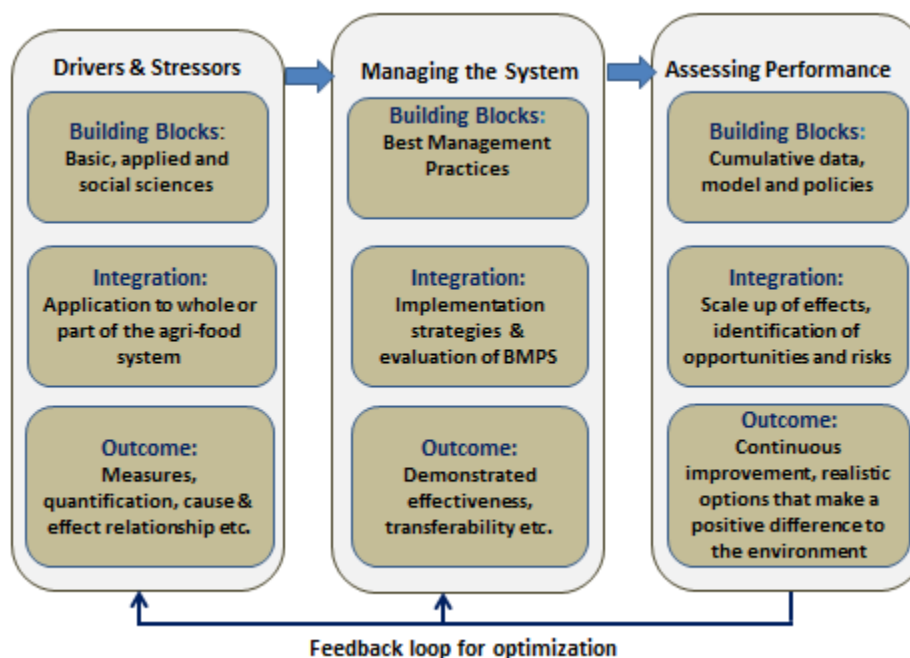 Drivers & Stressors
Building Blocks:
Basic, applied and
social sciences
Integration:
Application to whole or
part of the agri-food
system
Outcome:
Measures,
quantification, cause &
effect relationship etc.
Managing the System
Building Blocks:
Best Management
Practices
Integration:
Implementation
strategies &
evaluation of BMPS
Outcome:
Demonstrated
effectiveness,
transferability etc.
Assessing Performance
Building Blocks:
Cumulative data,
model and policies
Integration:
Scale up of effects,
identification of
opportunities and risks
Outcome:
Continuous
improvement, realistic
options that make a
positive difference to
the environment
Feedback loop for optimization